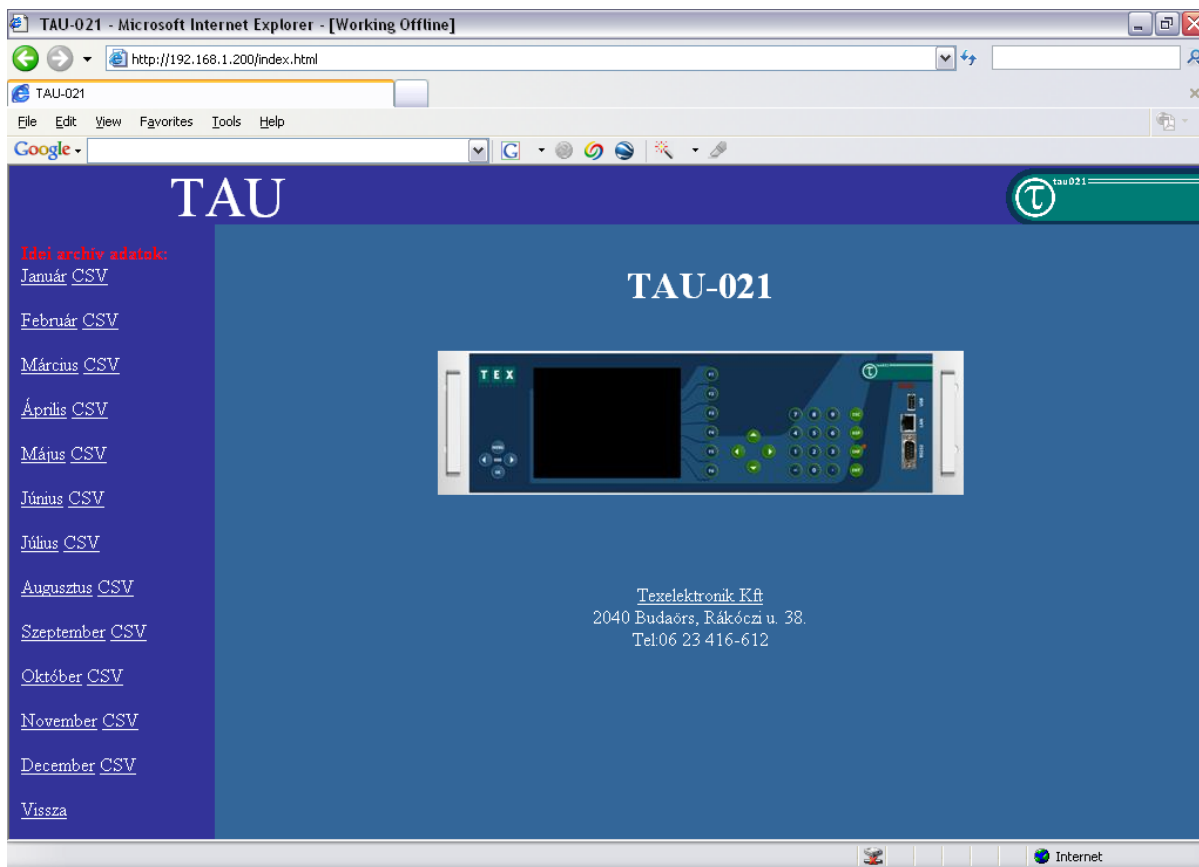 TAU-021 - Microsoft Internet Explorer - [Working Offline]
http://192.168.1.200/index.html
TAU-021
File Edit View Favorites Tools Help
Google
TAU
tau021
Idei archív adatok:
Január CSV
Február CSV
Március CSV
Április CSV
Május CSV
Június CSV
Július CSV
Augusztus CSV
Szeptember CSV
Október CSV
November CSV
December CSV
Vissza
TAU-021
TEX
USB
LAN
Texelektronik Kft
2040 Budaörs, Rákóczi u. 38.
Tel:06 23 416-612
Internet